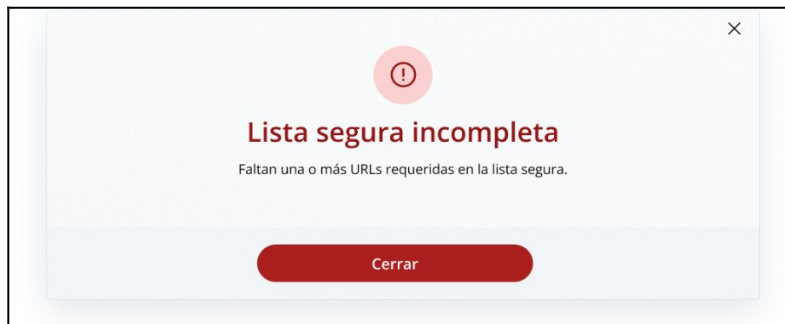 Lista segura incompleta
Faltan una o más URLs requeridas en la lista segura.
Cerrar